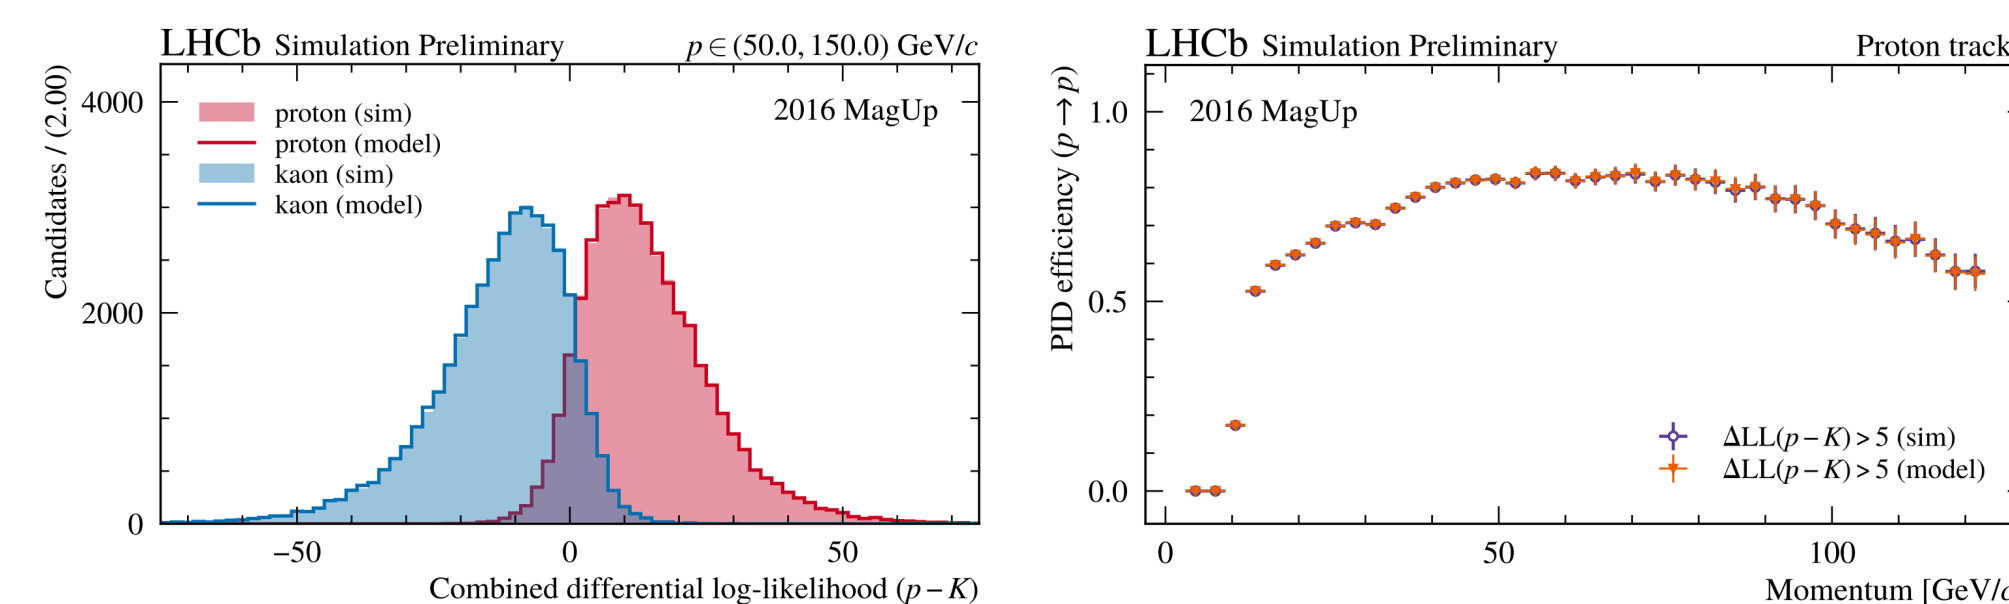 LHCb Simulation Preliminary p ∈ (50.0, 150.0) GeV/c
Candidates / (2.00)
4000
2000
0
proton (sim)
proton (model)
kaon (sim)
kaon (model)
2016 MagUp
−50 0 50
Combined differential log-likelihood (p − K)
LHCb Simulation Preliminary Proton track
PID efficiency (p → p)
1.0
0.5
0.0
2016 MagUp
ΔLL(p − K) > 5 (sim)
ΔLL(p − K) > 5 (model)
0 50 100
Momentum [GeV/c